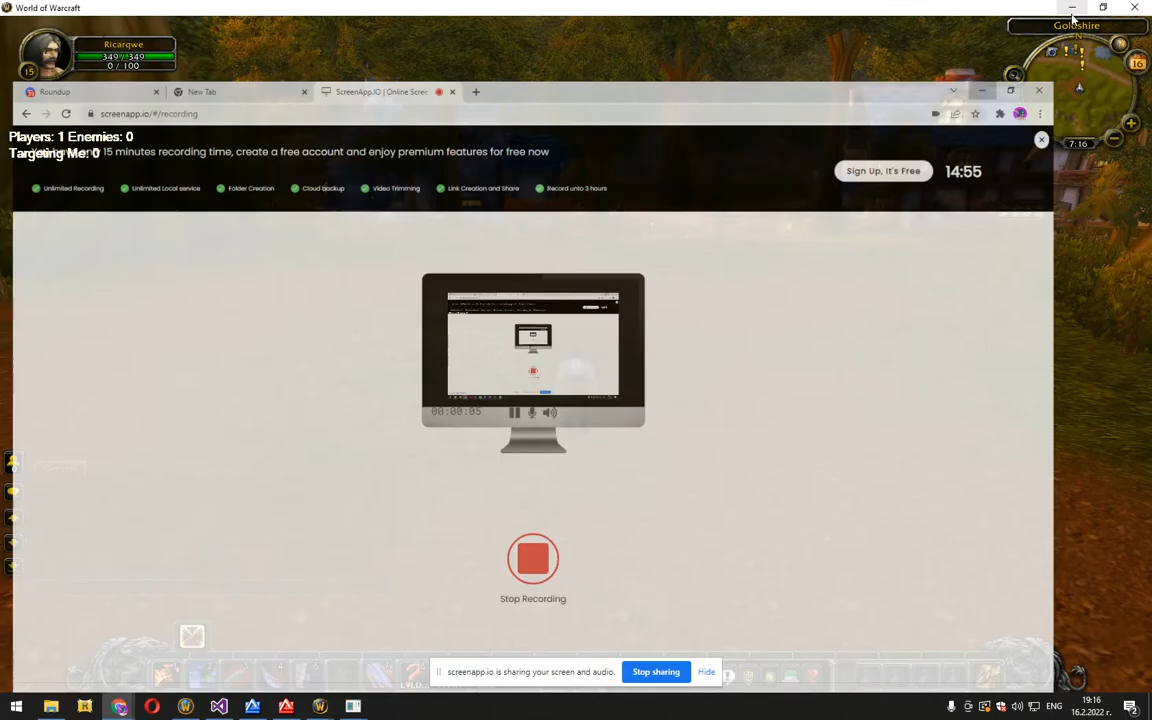 World of Warcraft
Goldshire
Ricarqwe
349 / 349
0 / 100
15
16
7:16
Roundup
New Tab
ScreenApp.IO | Online Scree
screenapp.io/#/recording
Players: 1 Enemies: 0
Targeting Me: 0
15 minutes recording time, create a free account and enjoy premium features for free now
Sign Up, It's Free
14:55
Unlimited Recording
Unlimited Local service
Folder Creation
Cloud backup
Video Trimming
Link Creation and Share
Record unto 3 hours
00:00:05
Stop Recording
screenapp.io is sharing your screen and audio.
Stop sharing
Hide
ENG
19:16
16.2.2022 г.
2